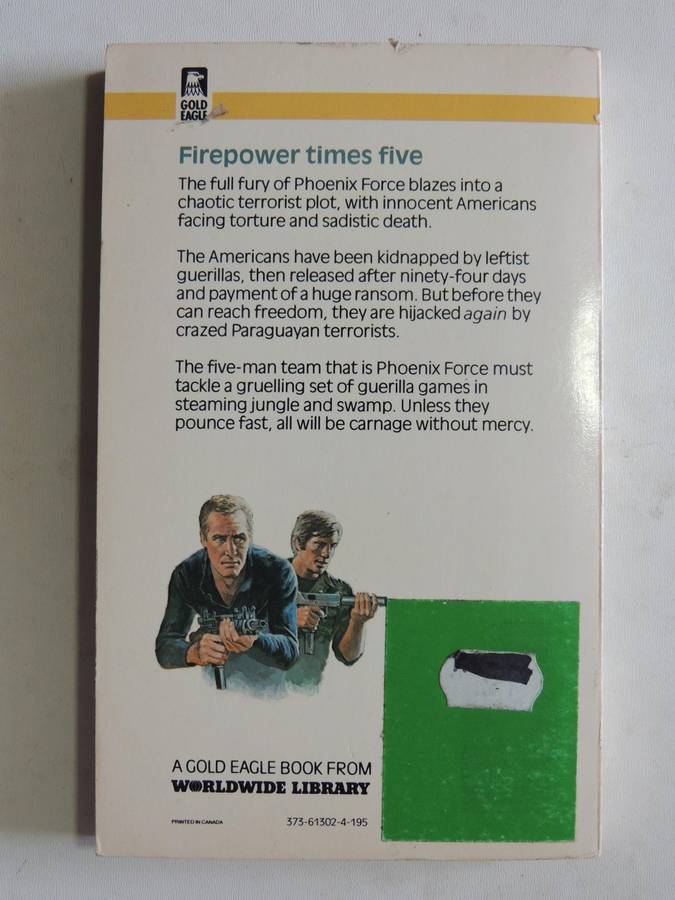 GOLD
EAGLE
Firepower times five
The full fury of Phoenix Force blazes into a
chaotic terrorist plot, with innocent Americans
facing torture and sadistic death.
The Americans have been kidnapped by leftist
guerillas, then released after ninety-four days
and payment of a huge ransom. But before they
can reach freedom, they are hijacked again by
crazed Paraguayan terrorists.
The five-man team that is Phoenix Force must
tackle a gruelling set of guerilla games in
steaming jungle and swamp. Unless they
pounce fast, all will be carnage without mercy.
A GOLD EAGLE BOOK FROM
WORLDWIDE LIBRARY
PRINTED IN CANADA
373-61302-4-195